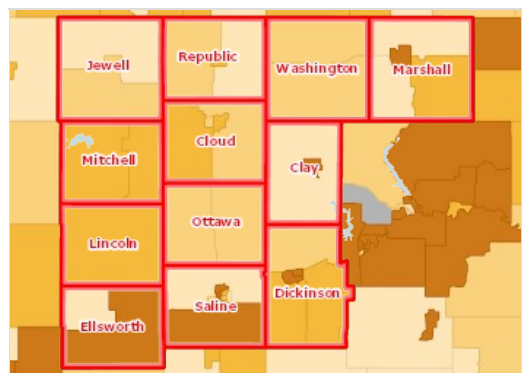 Jewell
Republic
Washington
Marshall
Mitchell
Cloud
Clay
Lincoln
Ottawa
Ellsworth
Saline
Dickinson